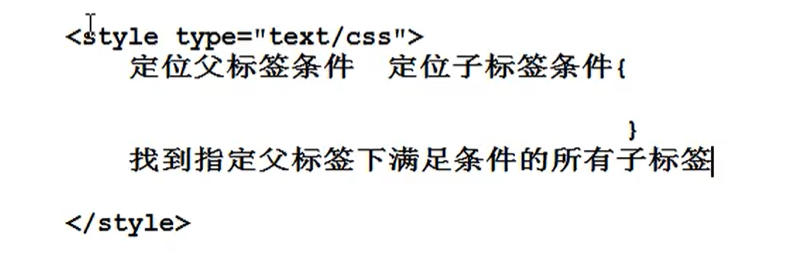 <style type="text/css">
定位父标签条件 定位子标签条件{
}
找到指定父标签下满足条件的所有子标签
</style>